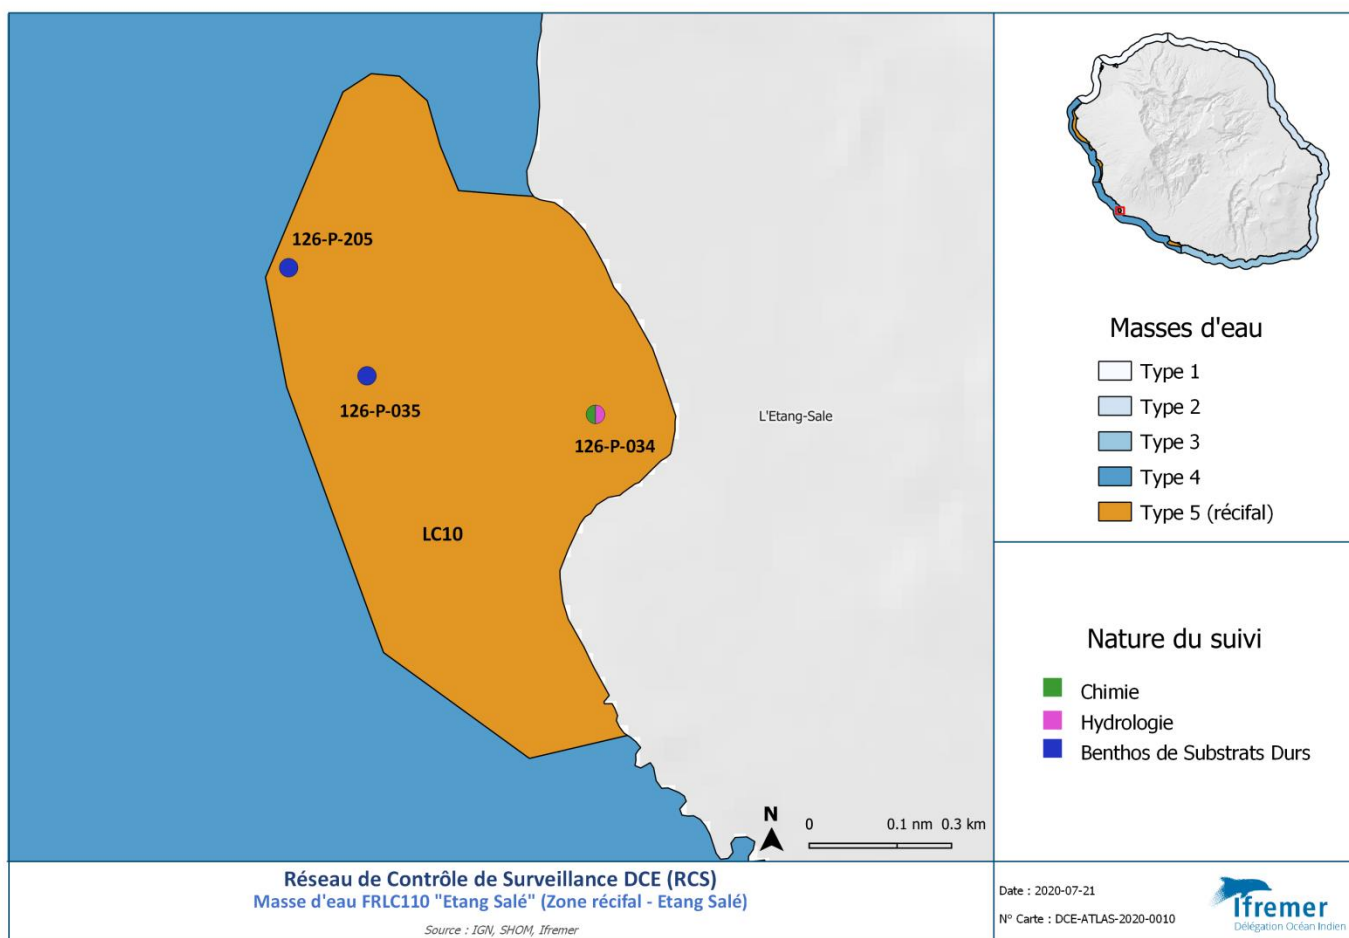 126-P-205
126-P-035
126-P-034
L'Etang-Sale
LC10
N
0
0.1 nm
0.3 km
Masses d'eau
Type 1
Type 2
Type 3
Type 4
Type 5 (récifal)
Nature du suivi
Chimie
Hydrologie
Benthos de Substrats Durs
Réseau de Contrôle de Surveillance DCE (RCS)
Masse d'eau FRLC110 "Etang Salé" (Zone récifal - Etang Salé)
Source : IGN, SHOM, Ifremer
Date : 2020-07-21
N° Carte : DCE-ATLAS-2020-0010
Ifremer
Délégation Océan Indien